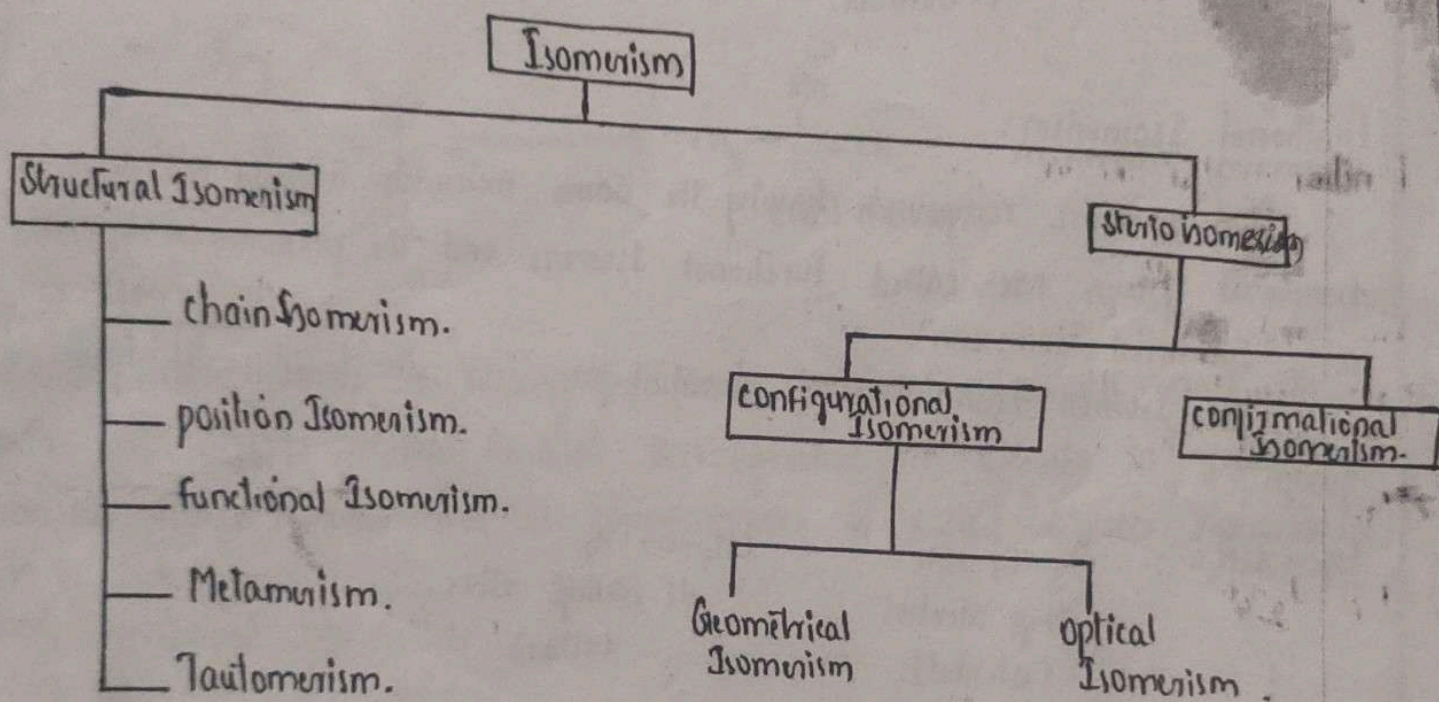 Isomerism
Structural Isomerism
Sterio isomerism
chain Isomerism.
position Isomerism.
functional Isomerism.
Metamerism.
Tautomerism.
configurational
Isomerism
confirmational
Isomerism.
Geometrical
Isomerism
optical
Isomerism.